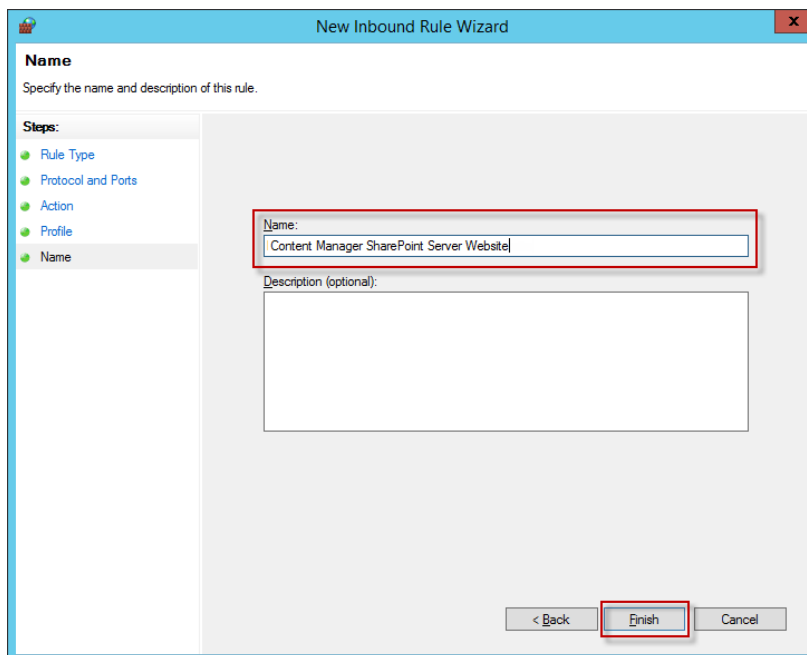 New Inbound Rule Wizard
x
Name
Specify the name and description of this rule.
Steps:
Rule Type
Protocol and Ports
Action
Profile
Name
Name:
Content Manager SharePoint Server Website
Description (optional):
< Back
Finish
Cancel